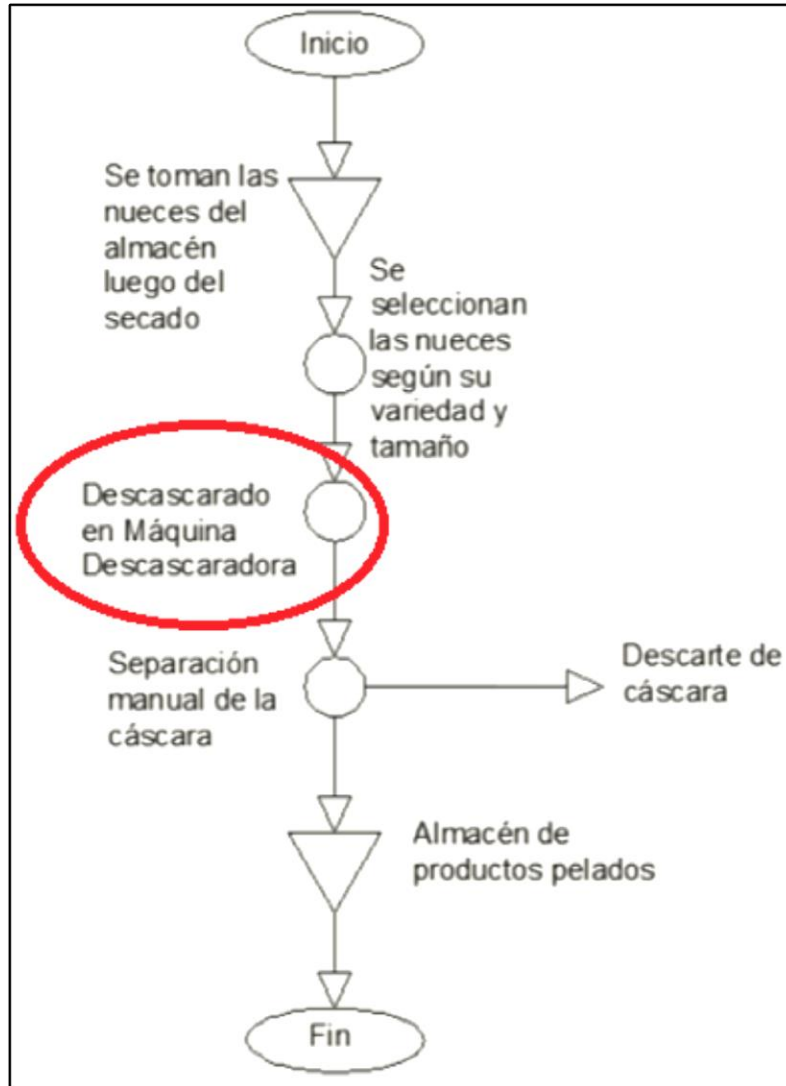 Inicio
Se toman las
nueces del
almacén
luego del
secado
Se
seleccionan
las nueces
según su
variedad y
tamaño
Descascarado
en Máquina
Descascaradora
Separación
manual de la
cáscara
Descarte de
cáscara
Almacén de
productos pelados
Fin